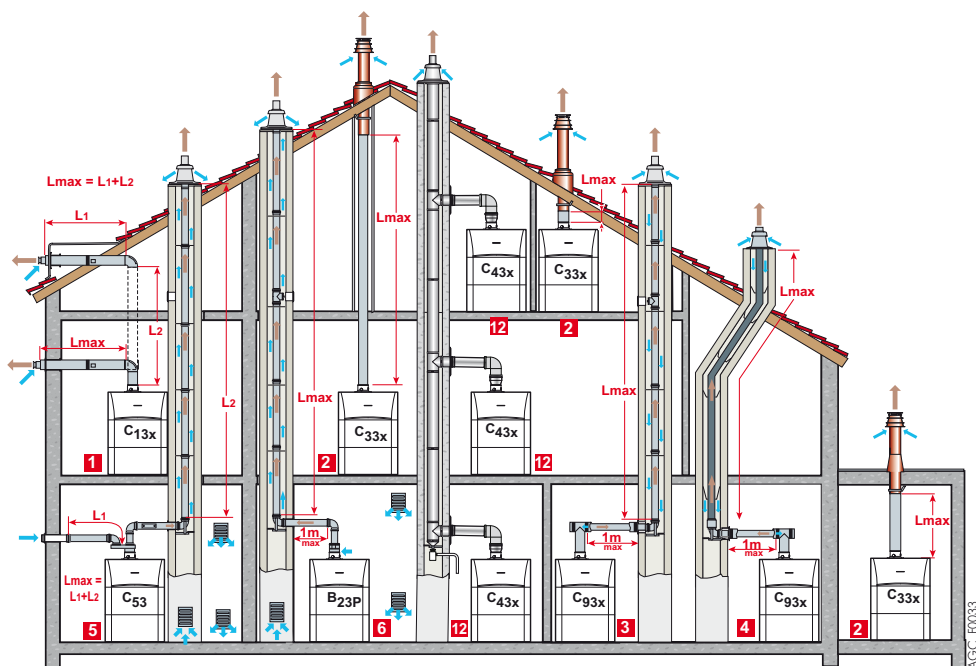 Lmax = L1+L2
L1
Lmax
L2
C13x
1
L2
Lmax
Lmax
C33x
2
C43x
12
Lmax
C33x
2
C43x
12
Lmax
Lmax
L1
Lmax =
L1+L2
C53
5
1m
max
B23P
6
C43x
12
1m
max
C93x
3
1m
max
C93x
4
Lmax
C33x
2